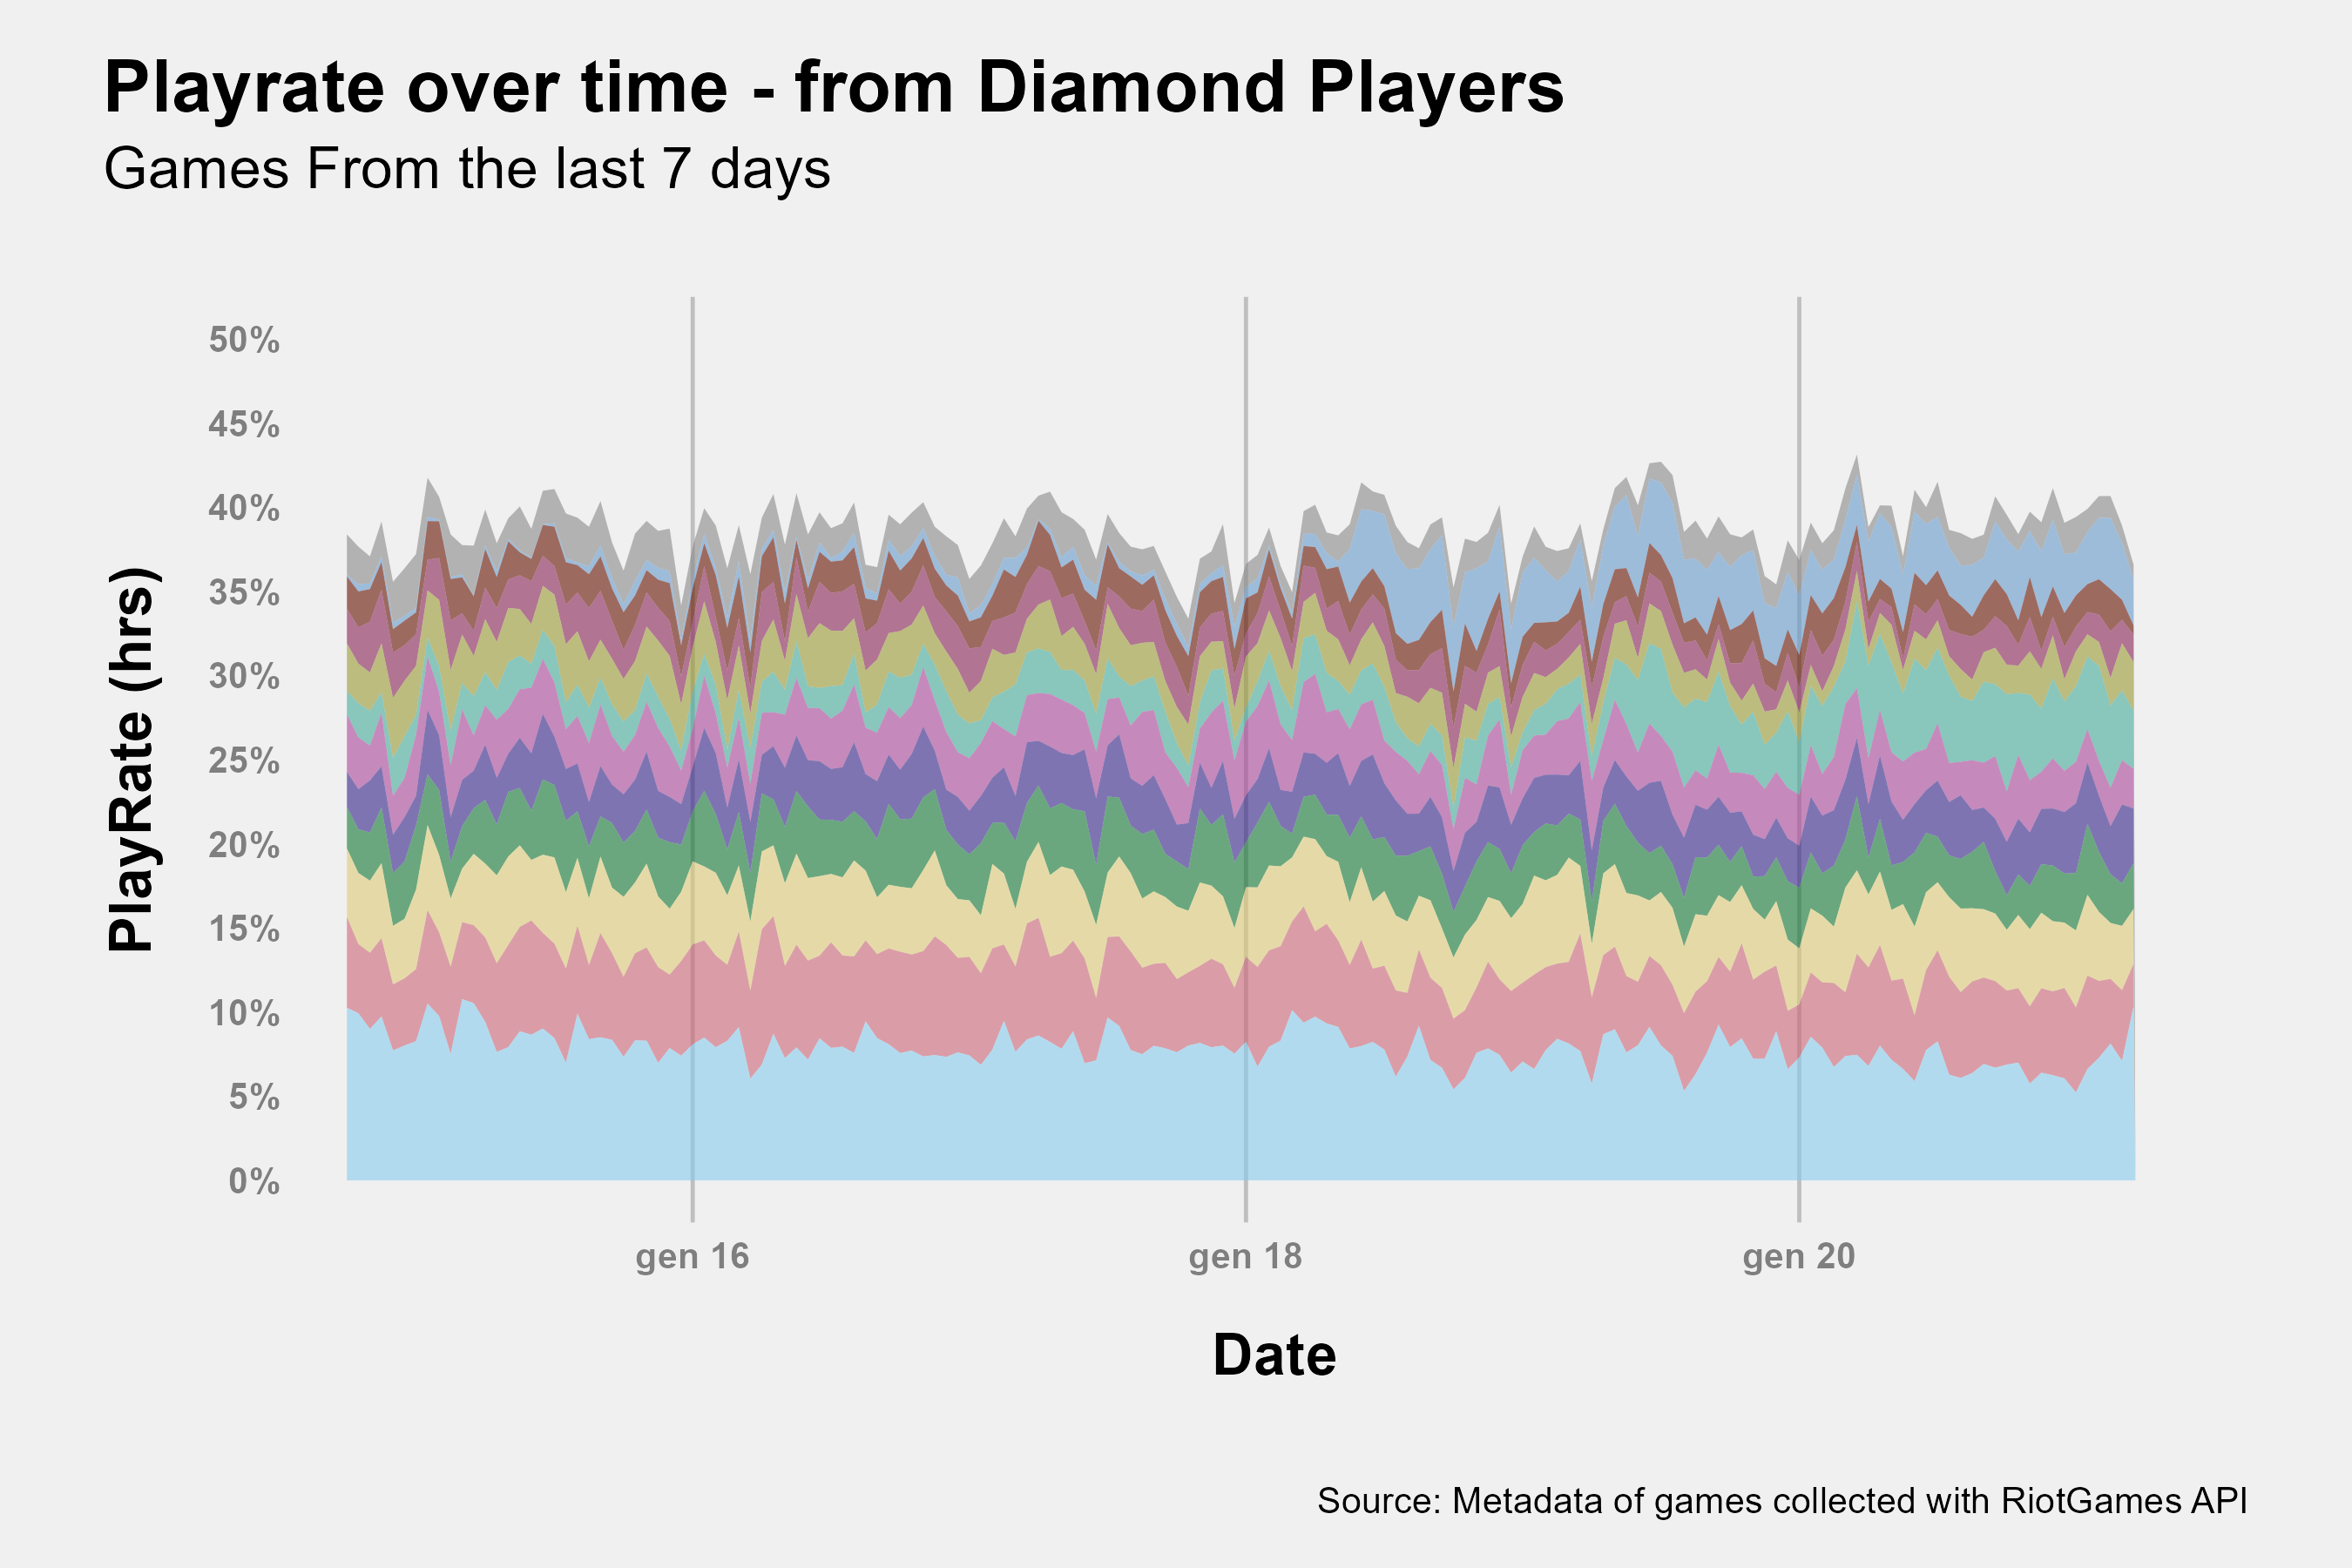 Playrate over time - from Diamond Players
Games From the last 7 days
PlayRate (hrs)
50%
45%
40%
35%
30%
25%
20%
15%
10%
5%
0%
gen 16
gen 18
gen 20
Date
Source: Metadata of games collected with RiotGames API